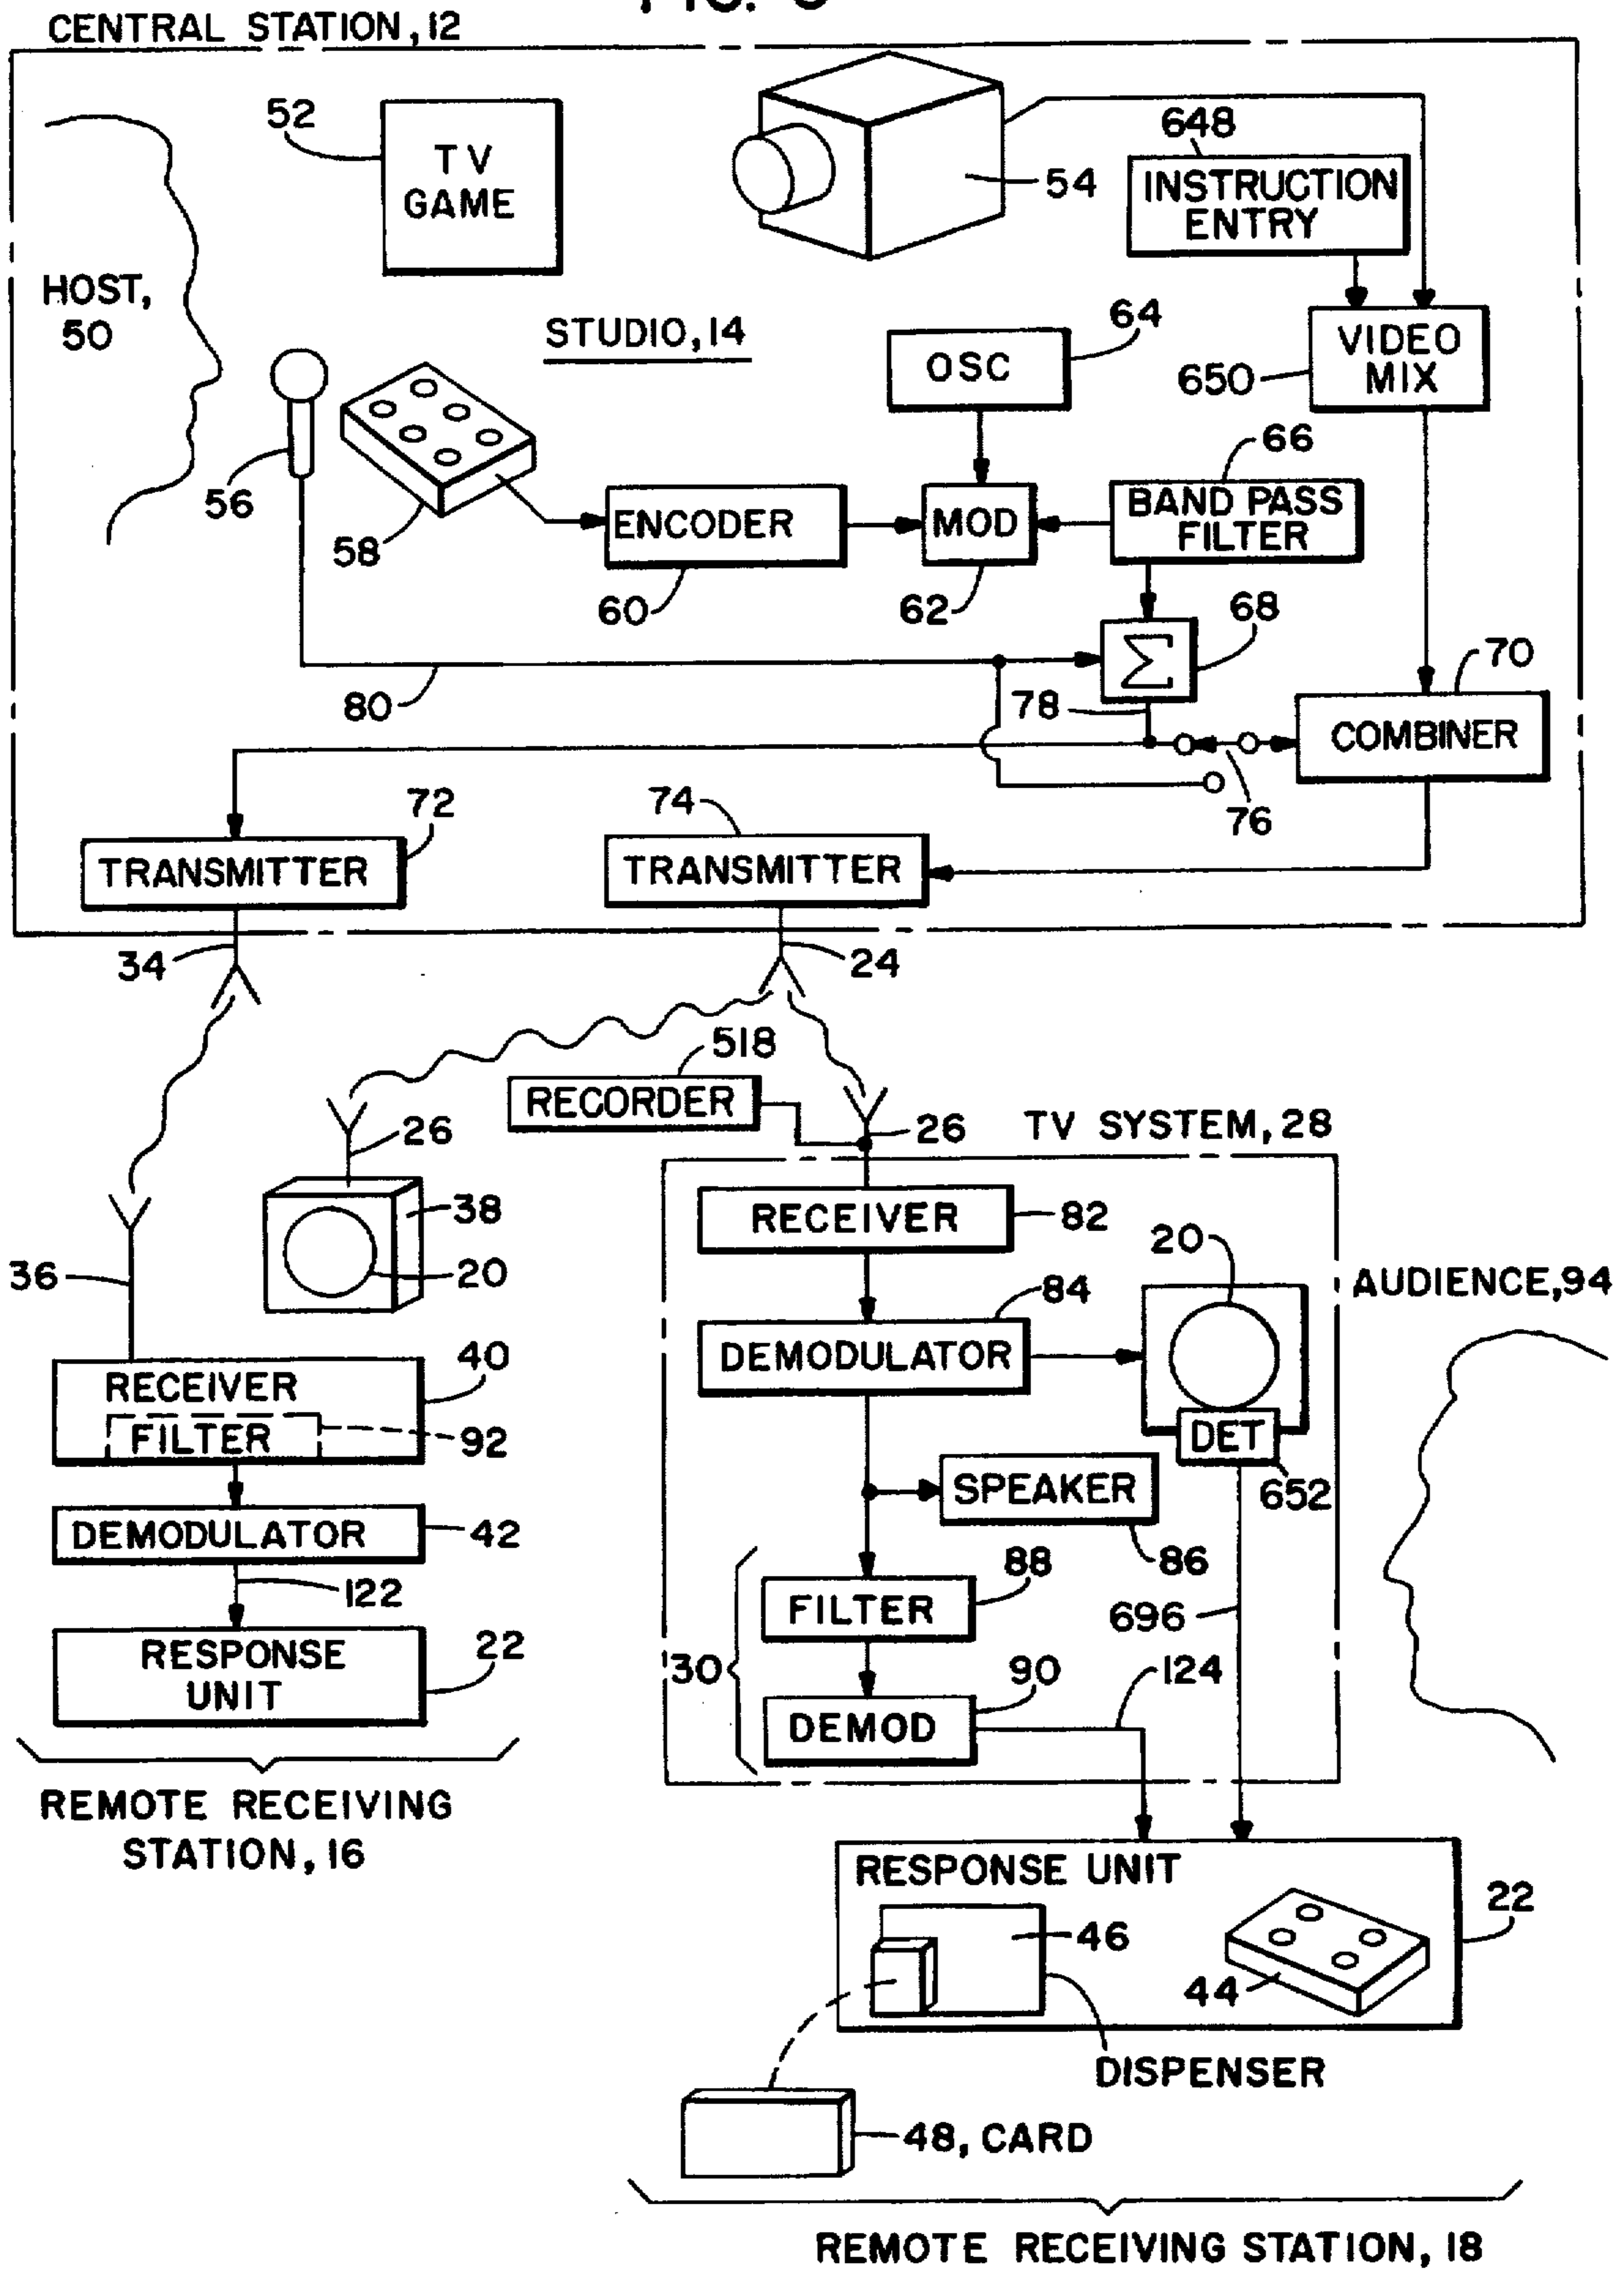 CENTRAL STATION, 12
52
TV
GAME
54
648
INSTRUCTION
ENTRY
HOST,
50
STUDIO, 14
64
OSC
650
VIDEO
MIX
56
58
66
ENCODER
MOD
BAND PASS
FILTER
60
62
68
Σ
80
78
70
COMBINER
76
72
74
TRANSMITTER
TRANSMITTER
34
24
518
RECORDER
26
26
TV SYSTEM, 28
38
RECEIVER
82
20
36
20
84
AUDIENCE, 94
40
DEMODULATOR
RECEIVER
FILTER
92
DET
652
SPEAKER
86
DEMODULATOR
42
88
122
FILTER
696
RESPONSE
UNIT
22
30
90
124
DEMOD
REMOTE RECEIVING
STATION, 16
RESPONSE UNIT
22
46
44
DISPENSER
48, CARD
REMOTE RECEIVING STATION, 18